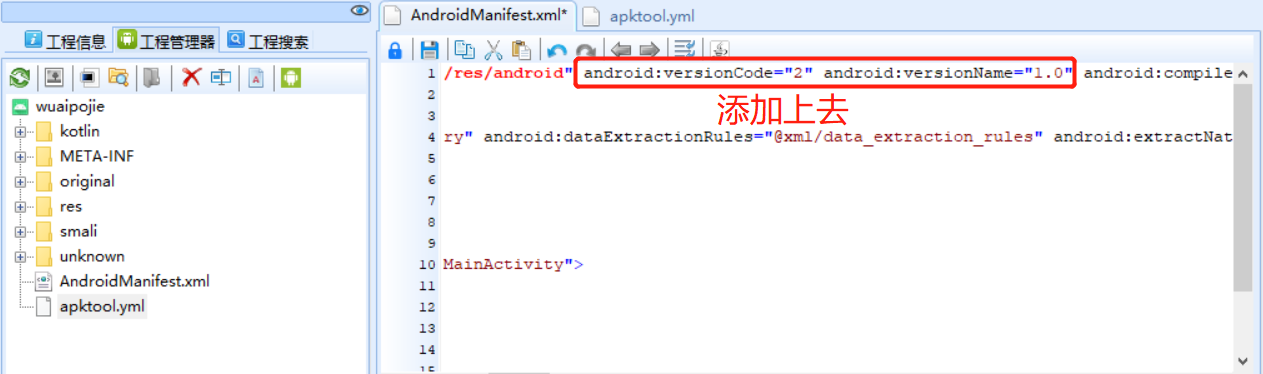 AndroidManifest.xml*
apktool.yml
工程信息
工程管理器
工程搜索
wuaipojie
kotlin
META-INF
original
res
smali
unknown
AndroidManifest.xml
apktool.yml
1 /res/android" android:versionCode="2" android:versionName="1.0" android:compile
添加上去
2
3
4 ry" android:dataExtractionRules="@xml/data_extraction_rules" android:extractNat
5
6
7
8
9
10 MainActivity">
11
12
13
14
15